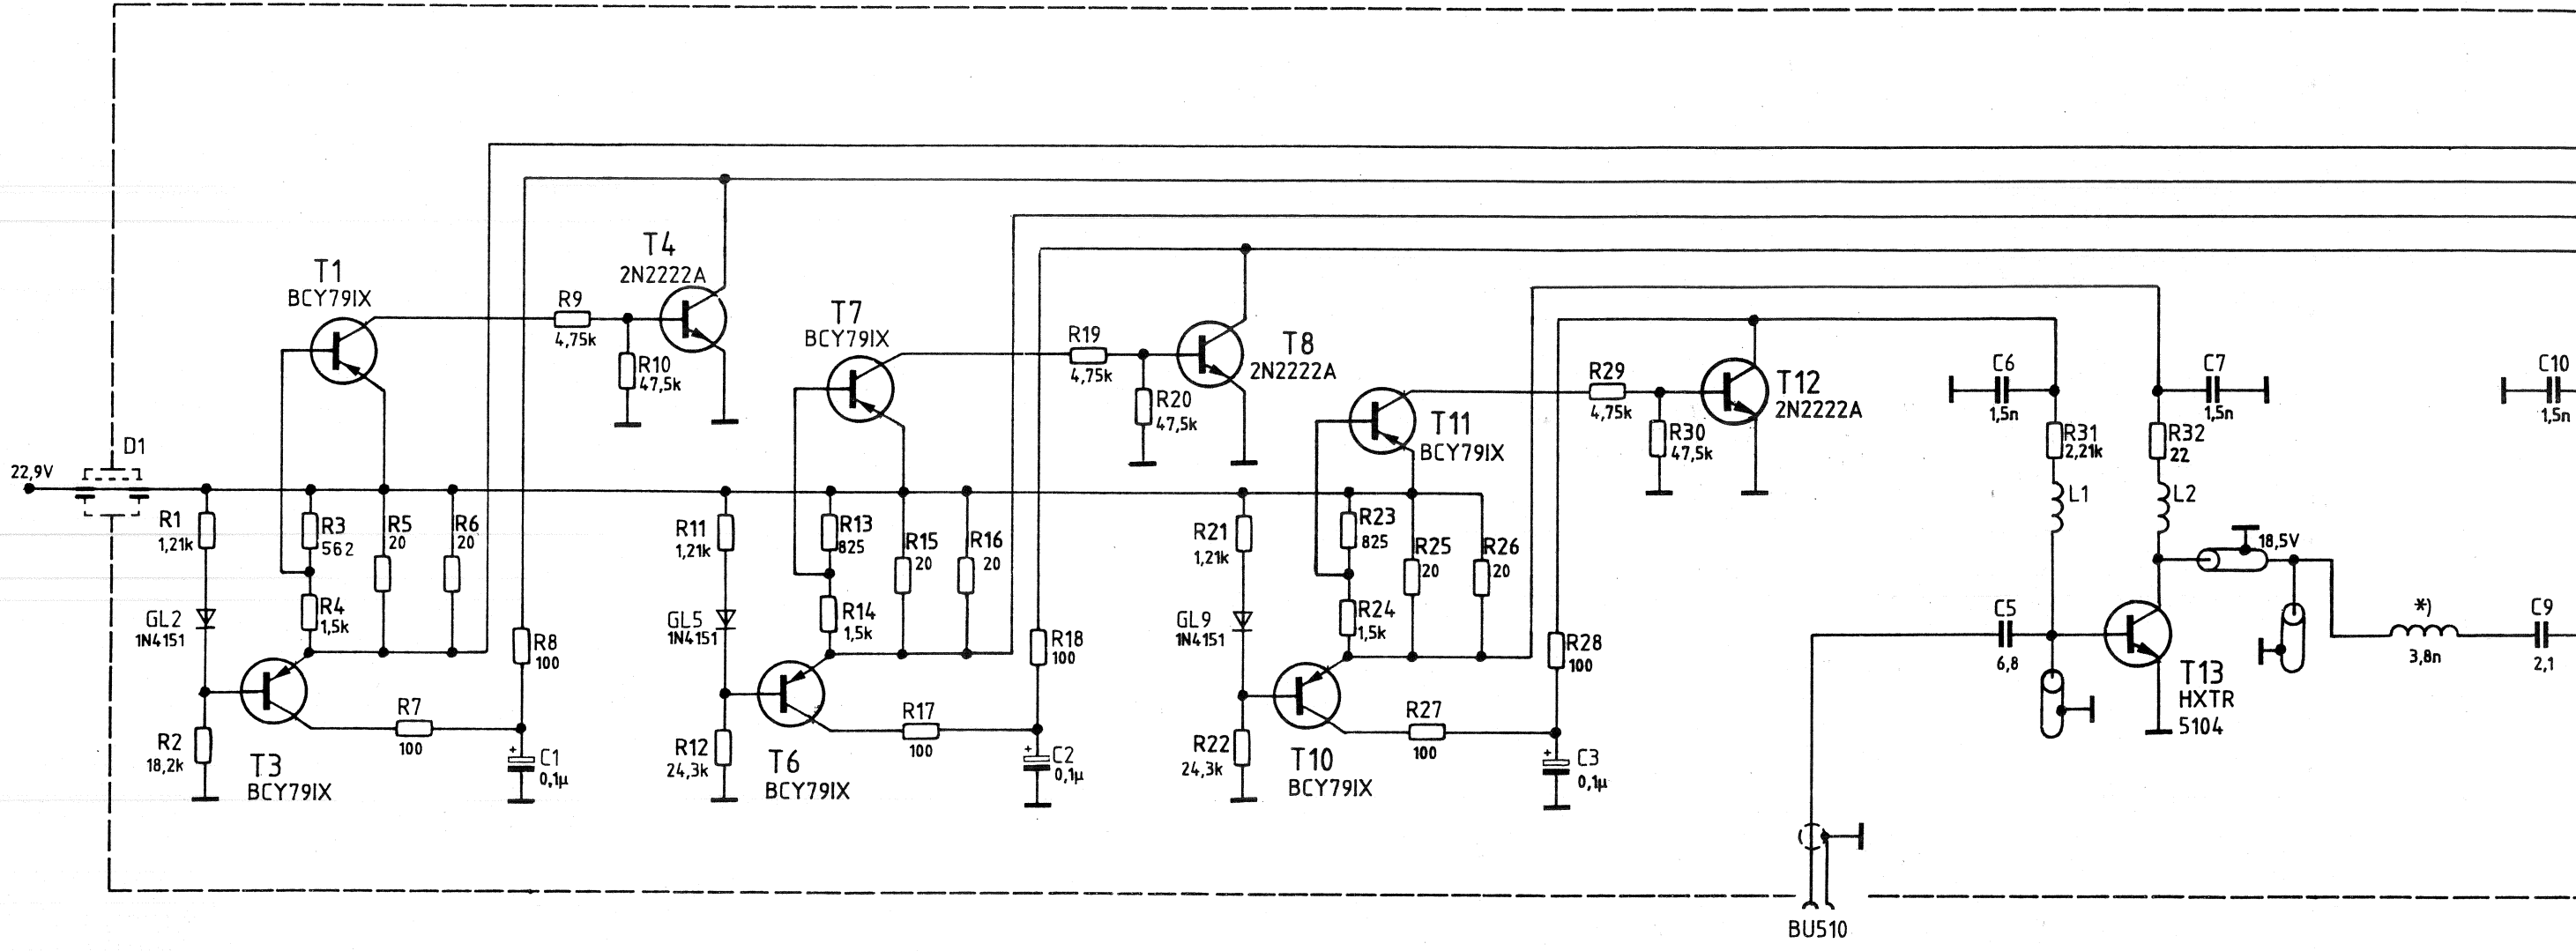 T1
BCY79IX
T4
2N2222A
R9
4,75k
R10
47,5k
T7
BCY79IX
R19
4,75k
R20
47,5k
T8
2N2222A
T11
BCY79IX
R29
4,75k
R30
47,5k
T12
2N2222A
C6
1,5n
C7
1,5n
C10
1,5n
R31
2,21k
R32
22
L1
L2
18,5V
22,9V
D1
R1
1,21k
R3
562
R5
20
R6
20
GL2
1N4151
R4
1,5k
R8
100
R2
18,2k
T3
BCY79IX
R7
100
+
C1
0,1µ
R11
1,21k
R13
825
R15
20
R16
20
GL5
1N4151
R14
1,5k
R18
100
R12
24,3k
T6
BCY79IX
R17
100
+
C2
0,1µ
R21
1,21k
R23
825
R25
20
R26
20
GL9
1N4151
R24
1,5k
R28
100
R22
24,3k
T10
BCY79IX
R27
100
+
C3
0,1µ
C5
6,8
T13
HXTR
5104
*)
3,8n
C9
2,1
BU510